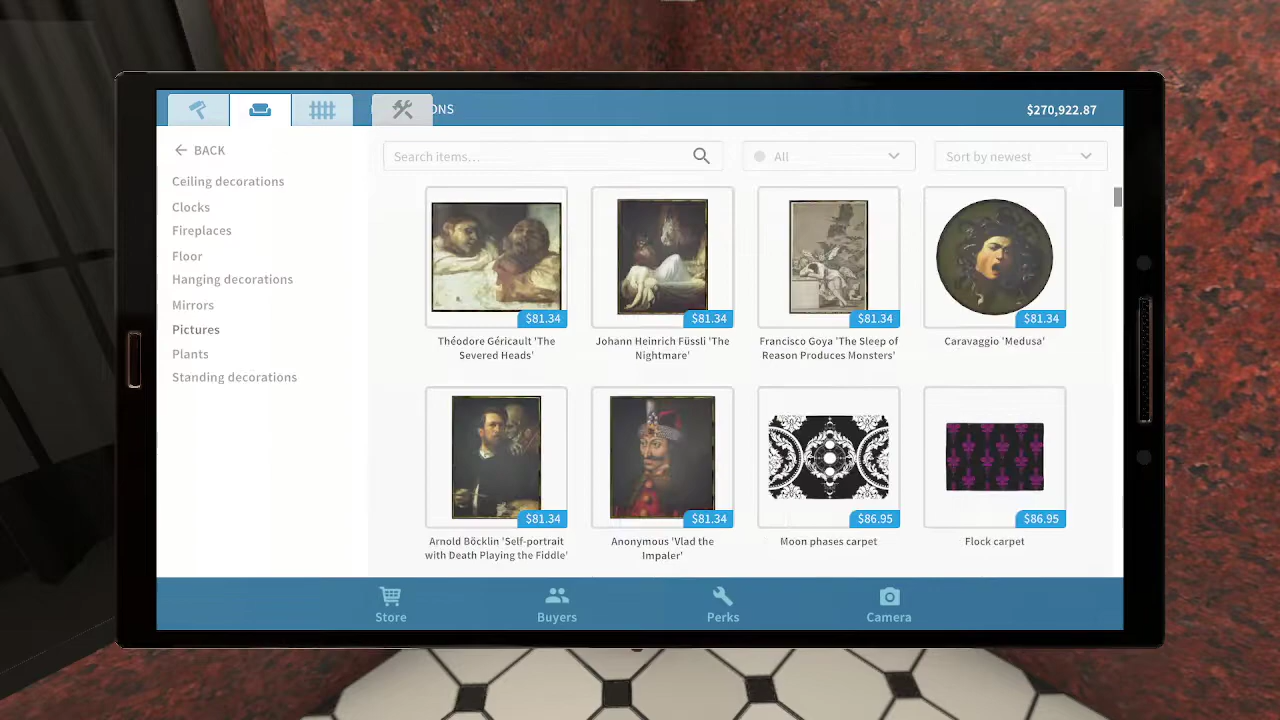 ONS
$270,922.87
BACK
Search items...
All
Sort by newest
Ceiling decorations
Clocks
Fireplaces
Floor
Hanging decorations
Mirrors
Pictures
Plants
Standing decorations
$81.34
$81.34
$81.34
$81.34
Théodore Géricault 'The
Severed Heads'
Johann Heinrich Füssli 'The
Nightmare'
Francisco Goya 'The Sleep of
Reason Produces Monsters'
Caravaggio 'Medusa'
$81.34
$81.34
$86.95
$86.95
Arnold Böcklin 'Self-portrait
with Death Playing the Fiddle'
Anonymous 'Vlad the
Impaler'
Moon phases carpet
Flock carpet
Store
Buyers
Perks
Camera